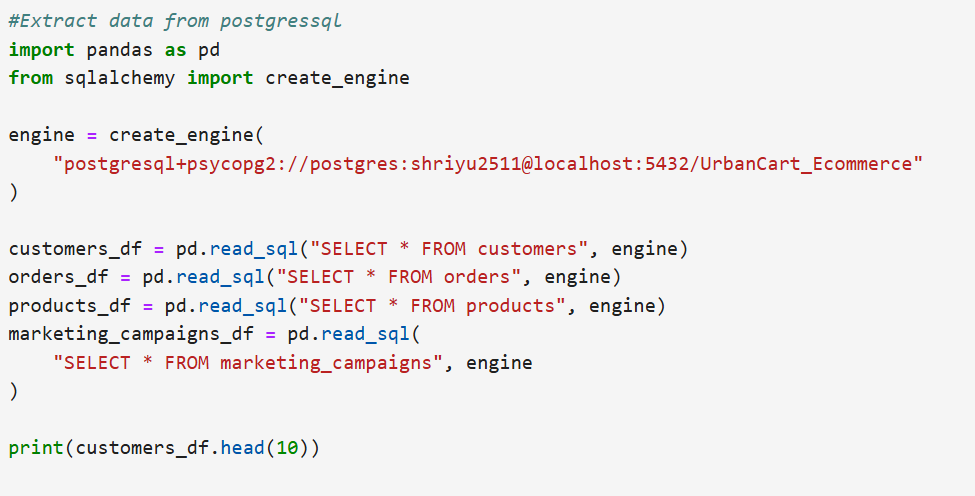 #Extract data from postgressql
import pandas as pd
from sqlalchemy import create_engine
engine = create_engine(
"postgresql+psycopg2://postgres:shriyu2511@localhost:5432/UrbanCart_Ecommerce"
)
customers_df = pd.read_sql("SELECT * FROM customers", engine)
orders_df = pd.read_sql("SELECT * FROM orders", engine)
products_df = pd.read_sql("SELECT * FROM products", engine)
marketing_campaigns_df = pd.read_sql(
"SELECT * FROM marketing_campaigns", engine
)
print(customers_df.head(10))